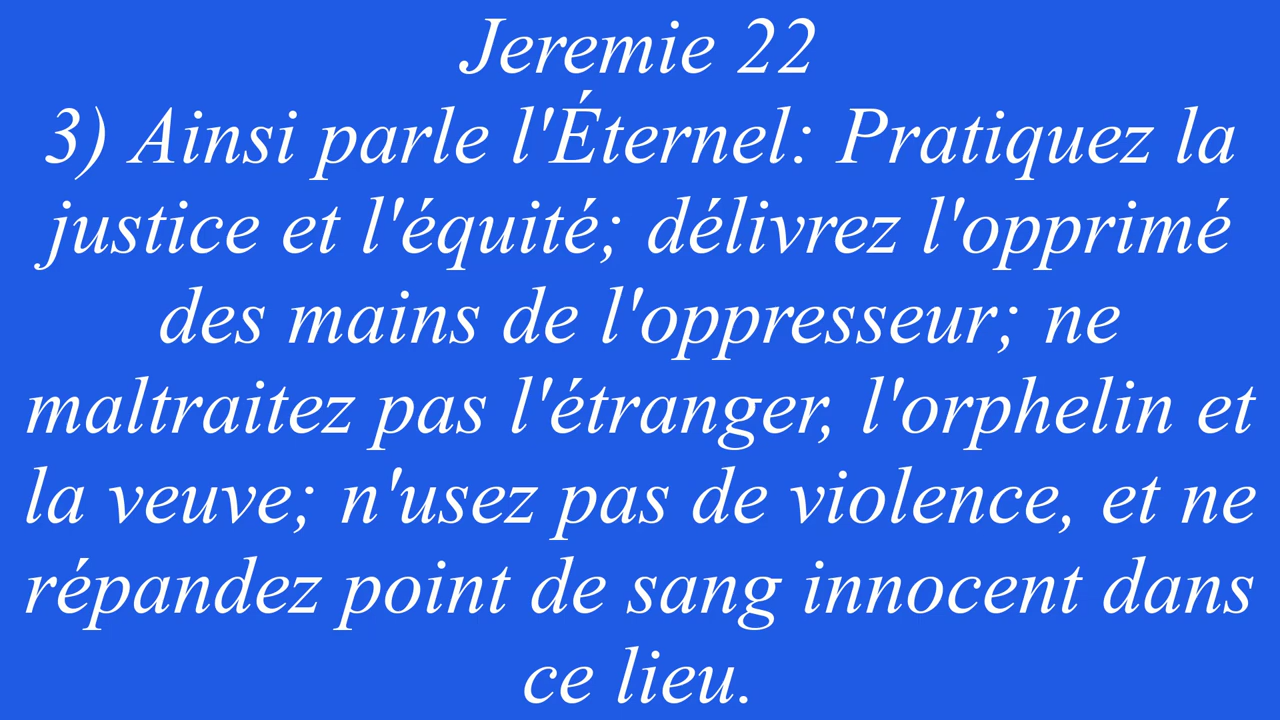 Jeremie 22
3) Ainsi parle l'Éternel: Pratiquez la
justice et l'équité; délivrez l'opprimé
des mains de l'oppresseur; ne
maltraitez pas l'étranger, l'orphelin et
la veuve; n'usez pas de violence, et ne
répandez point de sang innocent dans
ce lieu.